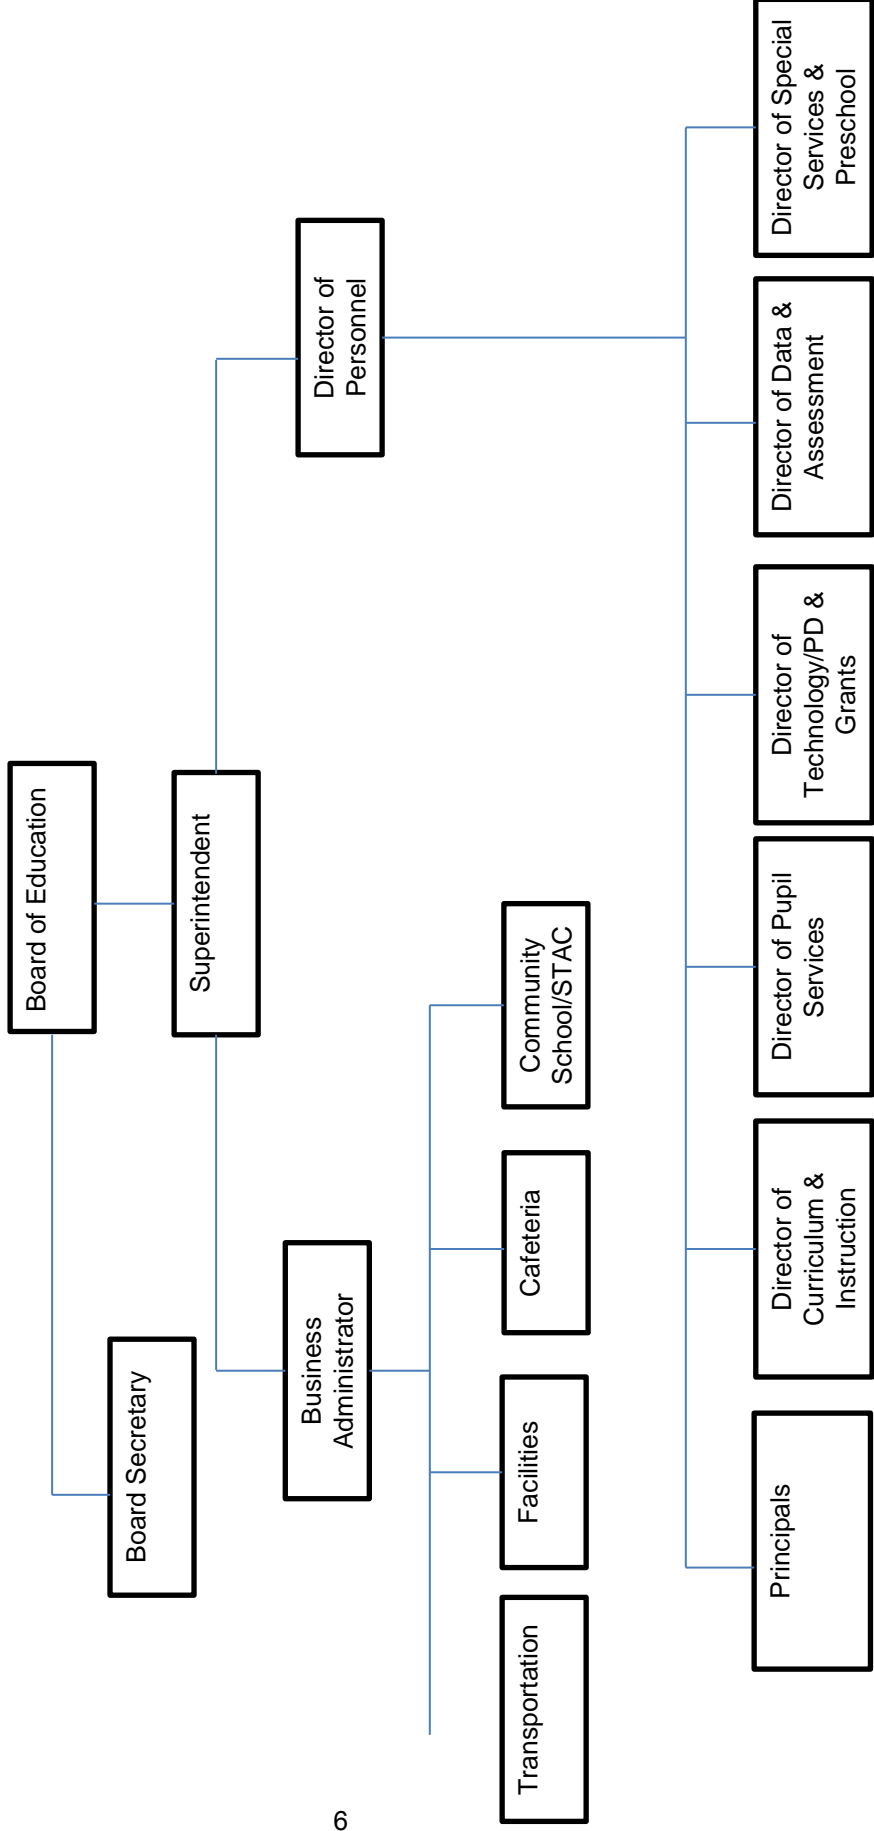 Board of Education
Superintendent
Board Secretary
Business
Administrator
Director of
Personnel
Transportation
Facilities
Cafeteria
Community
School/STAC
Principals
Director of
Curriculum &
Instruction
Director of Pupil
Services
Director of
Technology/PD &
Grants
Director of Data &
Assessment
Director of Special
Services &
Preschool
6